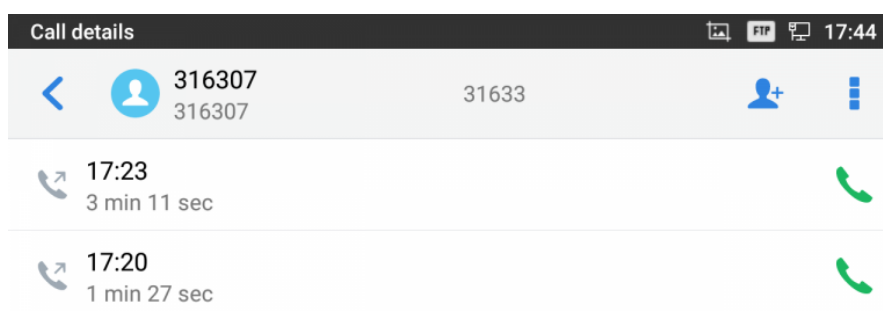 Call details FTP 17:44
316307 31633
316307
17:23
3 min 11 sec
17:20
1 min 27 sec